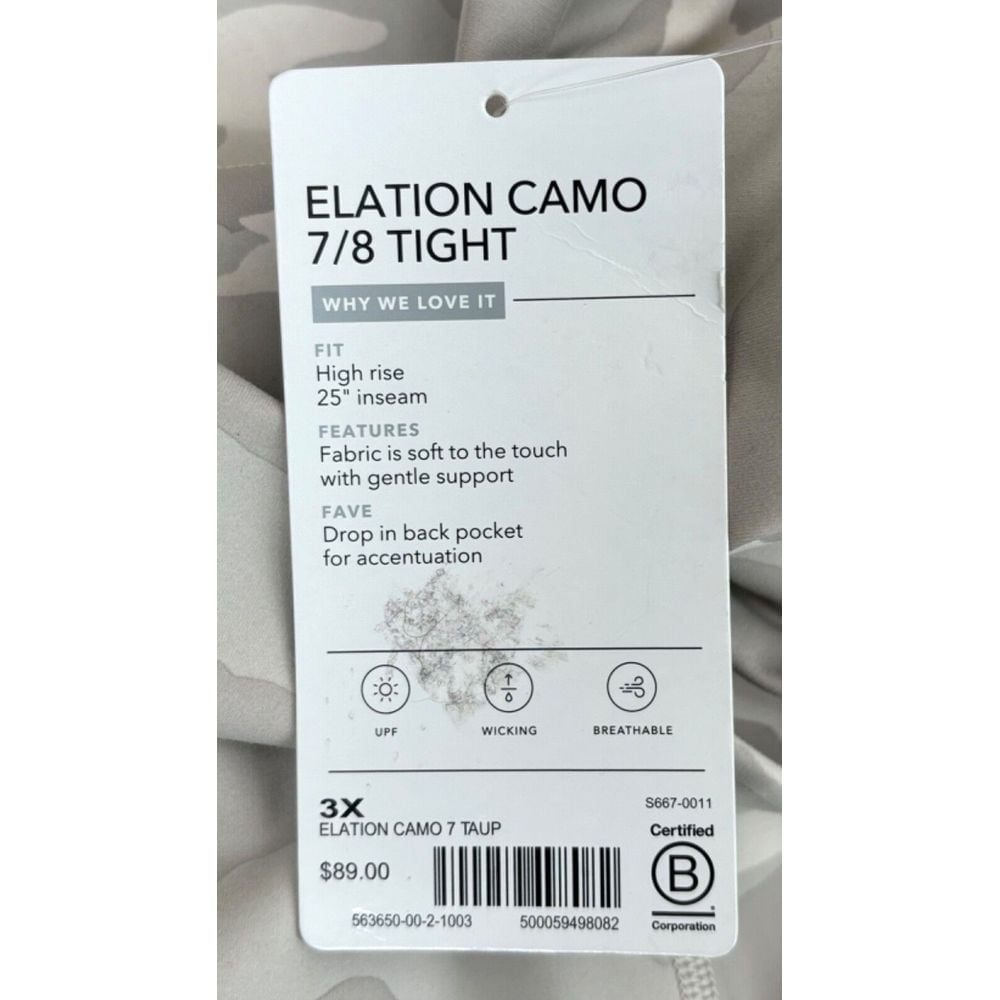 ELATION CAMO
7/8 TIGHT
WHY WE LOVE IT
FIT
High rise
25" inseam
FEATURES
Fabric is soft to the touch
with gentle support
FAVE
Drop in back pocket
for accentuation
UPF WICKING BREATHABLE
3X S667-0011
ELATION CAMO 7 TAUP
$89.00
563650-00-2-1003 500059498082
Certified
B
Corporation